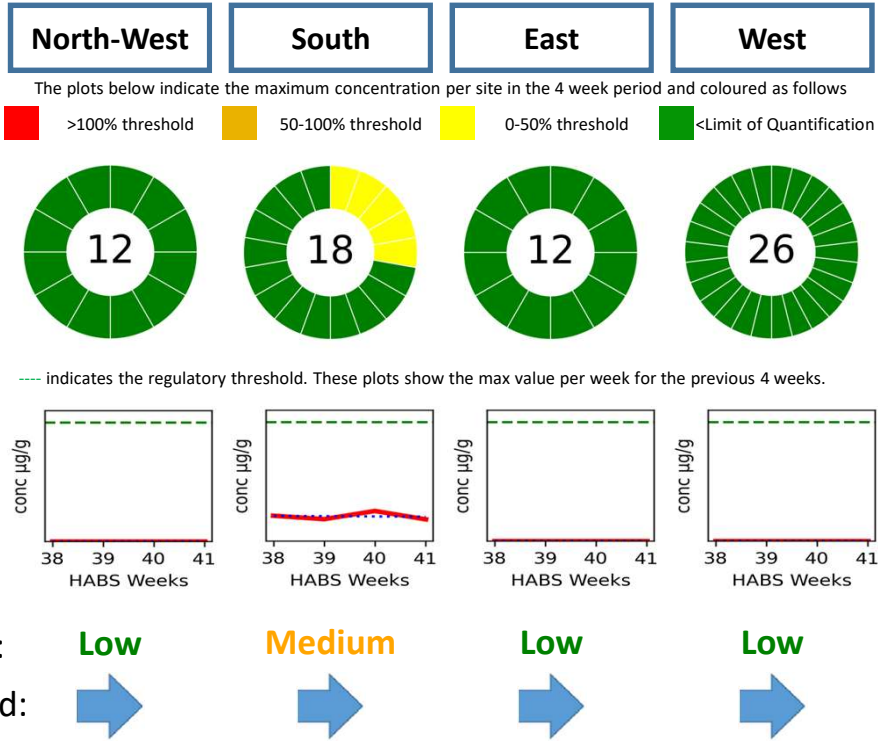 North-West South East West
The plots below indicate the maximum concentration per site in the 4 week period and coloured as follows
>100% threshold 50-100% threshold 0-50% threshold <Limit of Quantification
12 18 12 26
---- indicates the regulatory threshold. These plots show the max value per week for the previous 4 weeks.
conc µg/g conc µg/g conc µg/g conc µg/g
38 39 40 41 38 39 40 41 38 39 40 41 38 39 40 41
HABS Weeks HABS Weeks HABS Weeks HABS Weeks
: Low Medium Low Low
d: